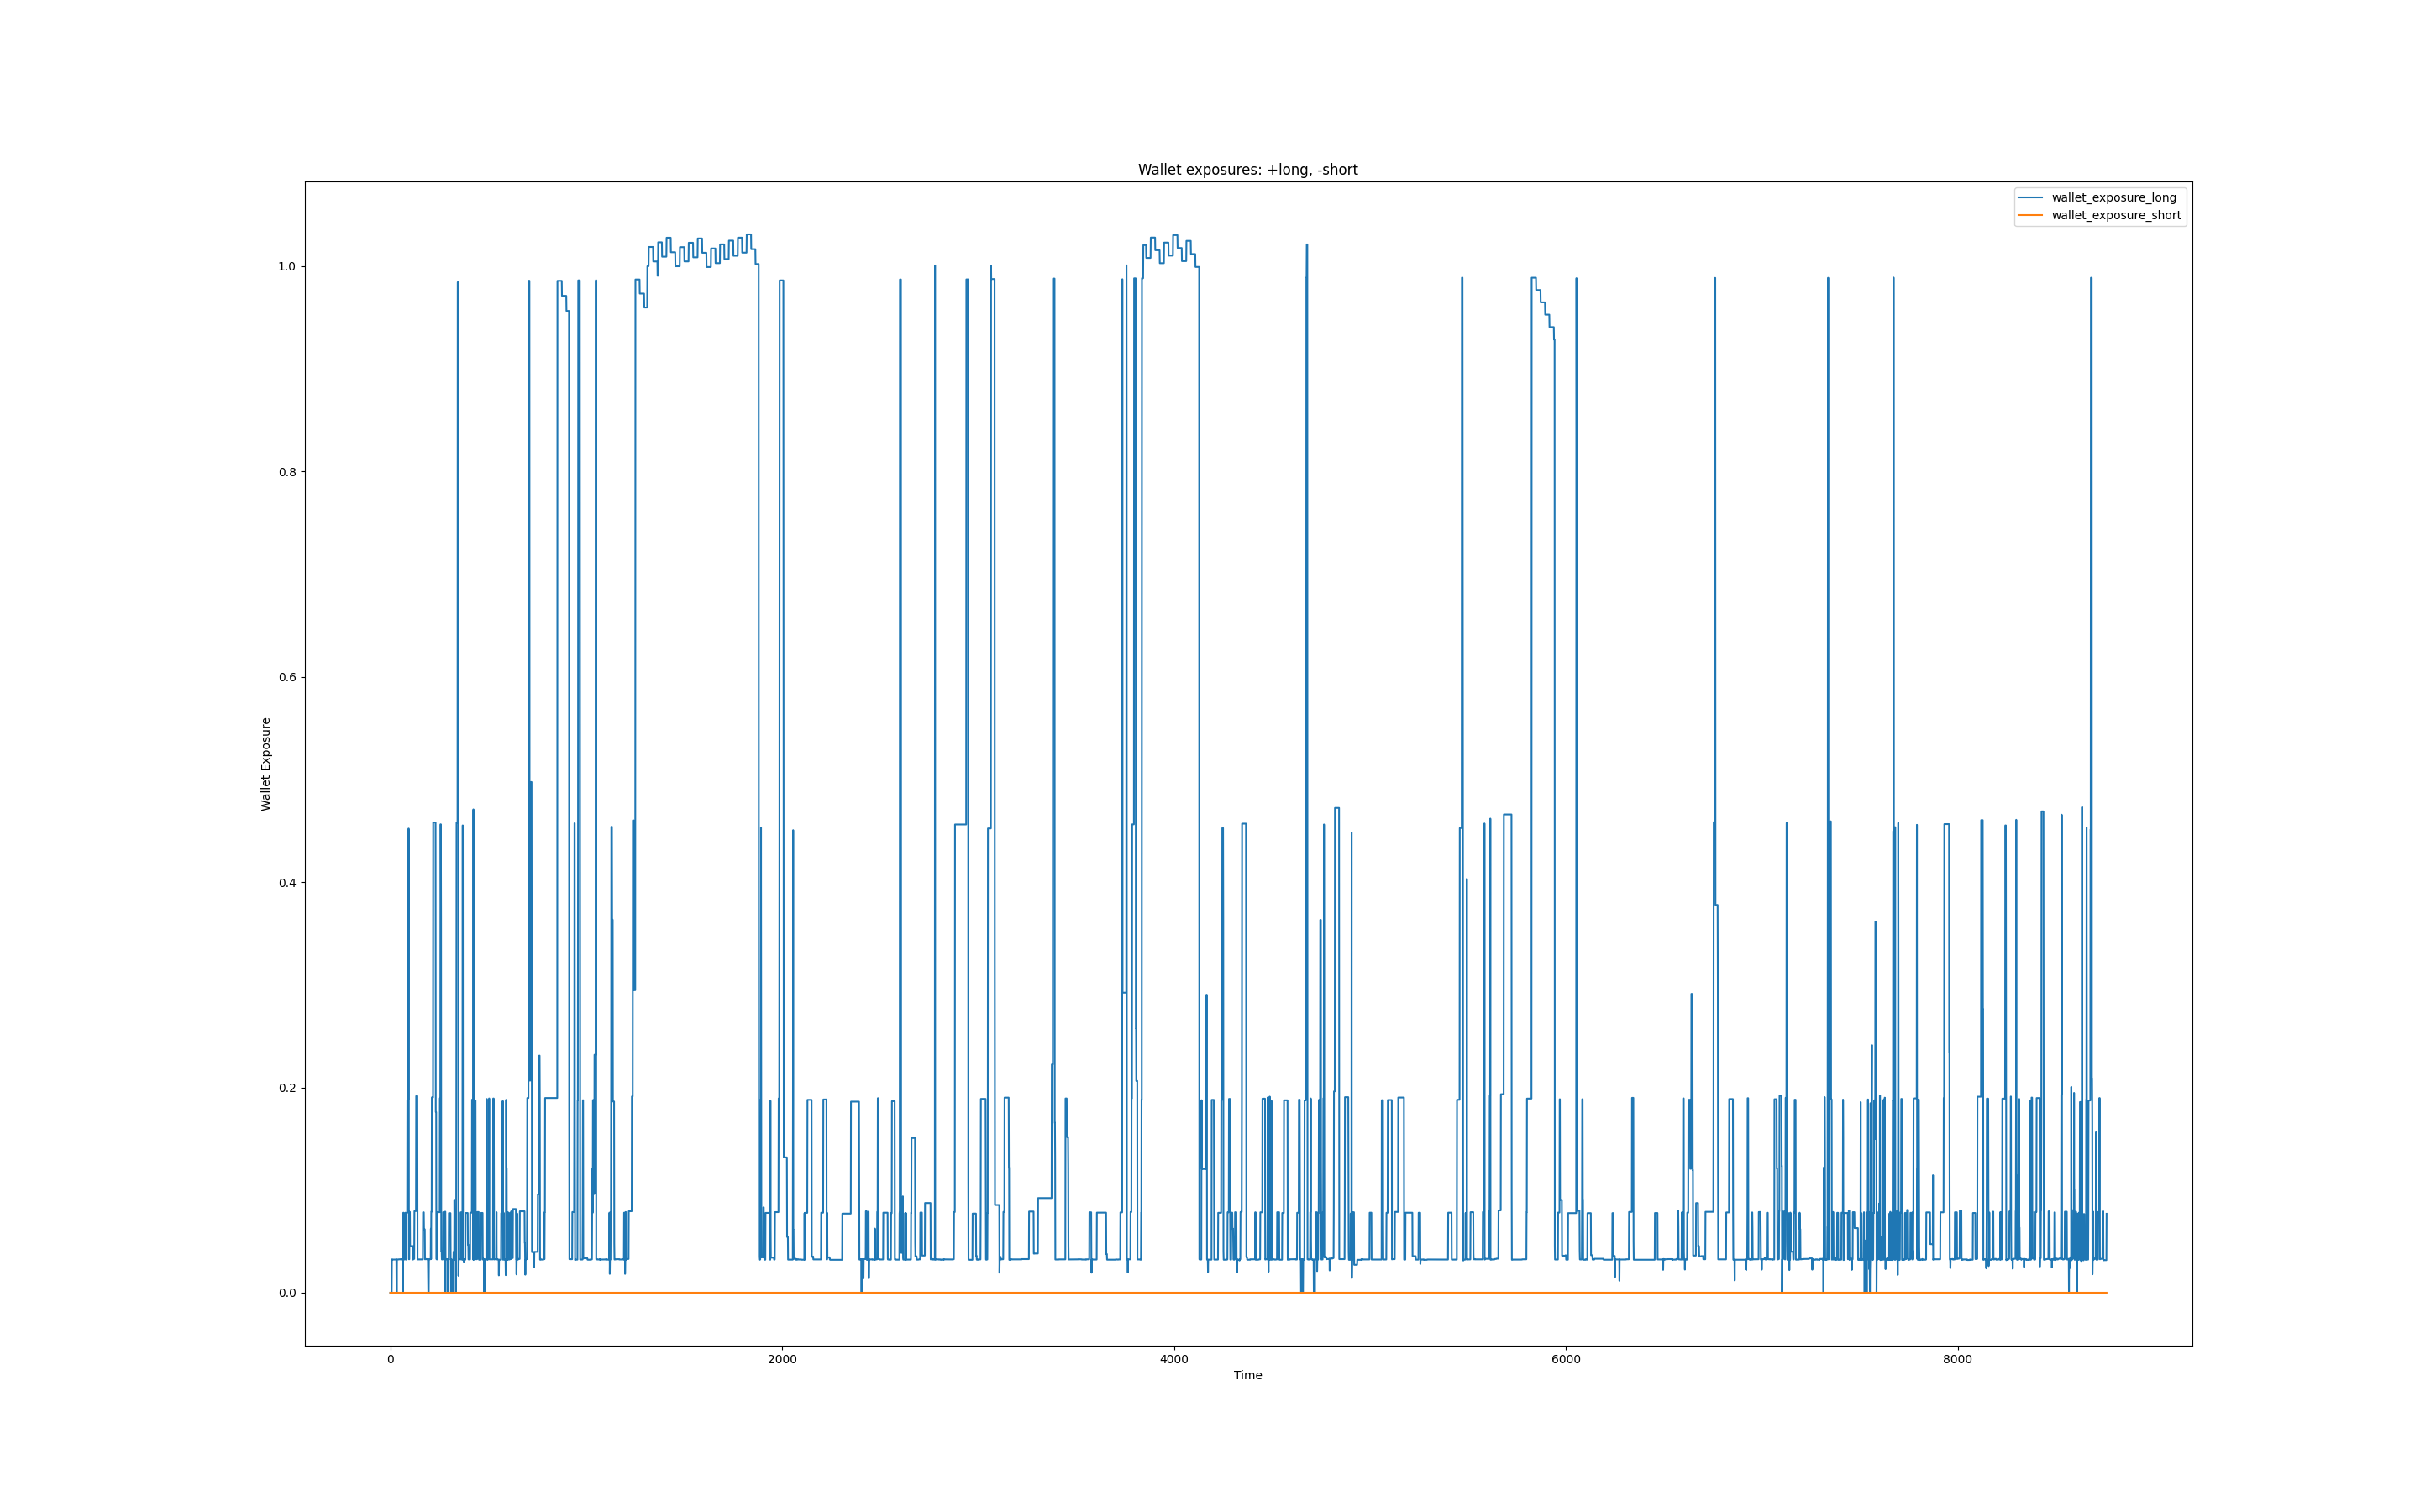 Wallet exposures: +long, -short
wallet_exposure_long
wallet_exposure_short
1.0
0.8
0.6
0.4
0.2
0.0
Wallet Exposure
0
2000
4000
6000
8000
Time